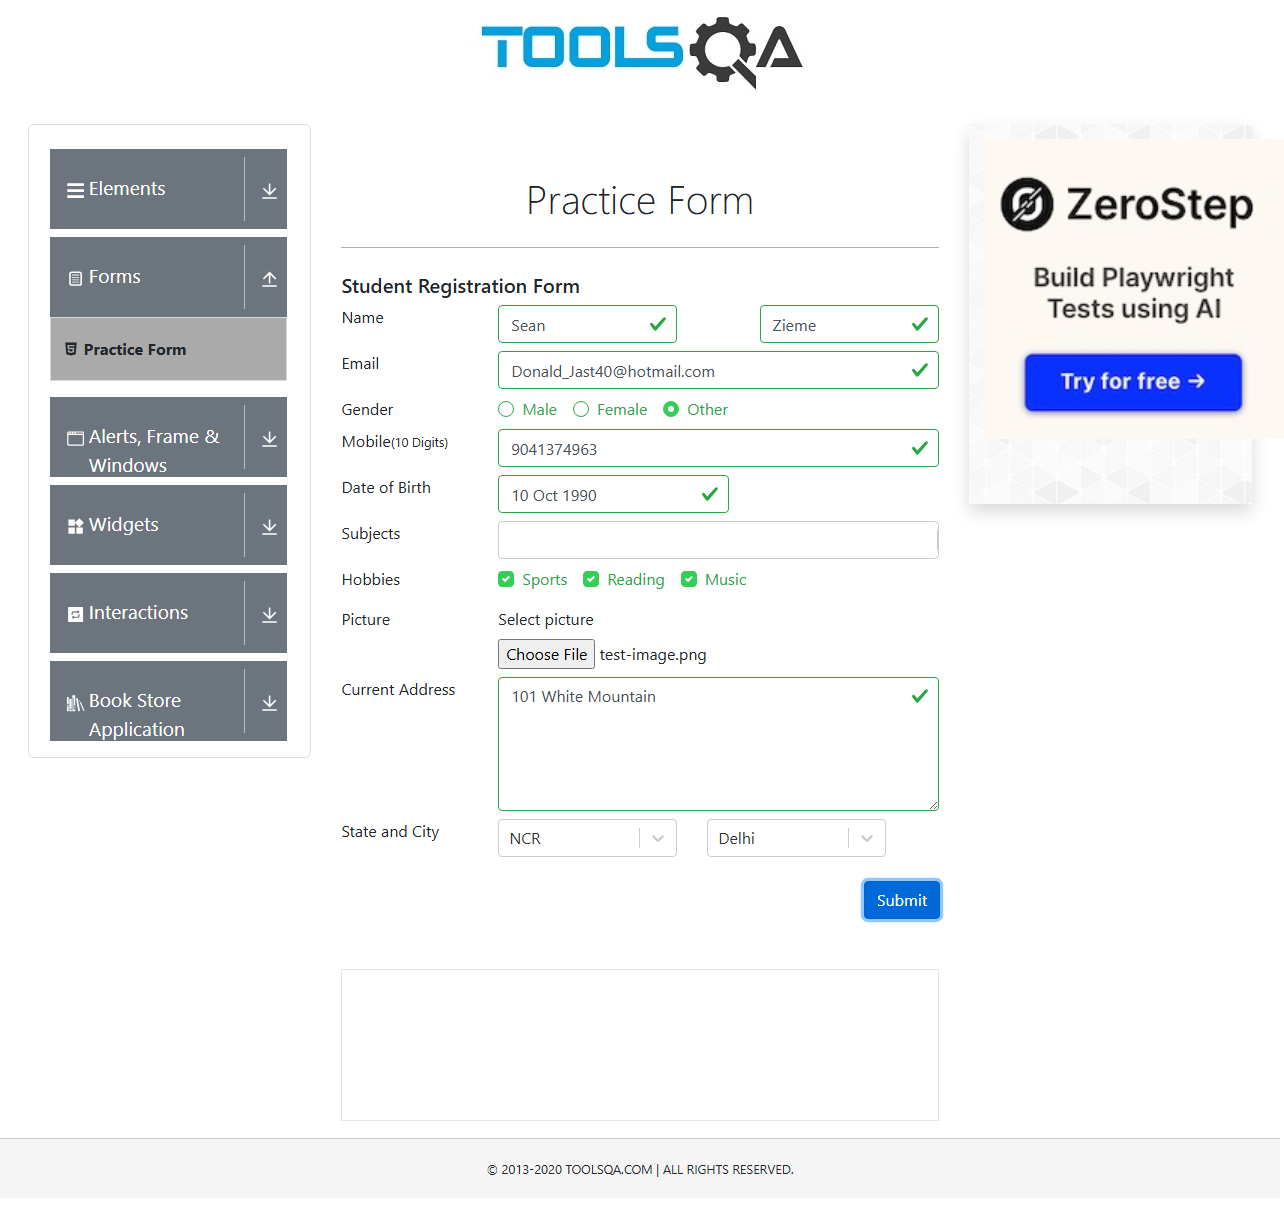 TOOLSQA
Elements
Forms
Practice Form
Alerts, Frame &
Windows
Widgets
Interactions
Book Store
Application
Practice Form
Student Registration Form
Name
Sean
Zieme
Email
Donald_Jast40@hotmail.com
Gender
Male Female Other
Mobile(10 Digits)
9041374963
Date of Birth
10 Oct 1990
Subjects
Hobbies
Sports Reading Music
Picture
Select picture
Choose File test-image.png
Current Address
101 White Mountain
State and City
NCR
Delhi
Submit
ZeroStep
Build Playwright
Tests using AI
Try for free →
© 2013-2020 TOOLSQA.COM | ALL RIGHTS RESERVED.